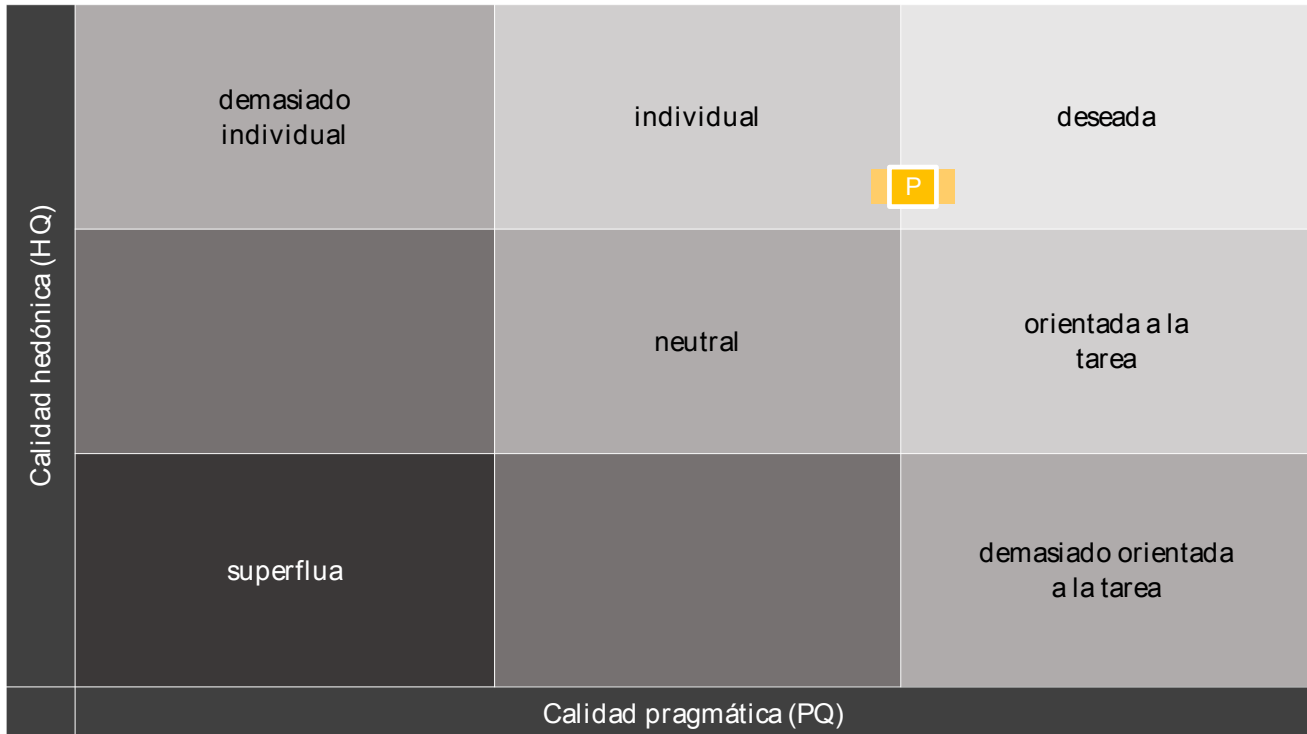 demasiado
individual
individual
deseada
P
Calidad hedónica (HQ)
neutral
orientada a la
tarea
superflua
demasiado orientada
a la tarea
Calidad pragmática (PQ)